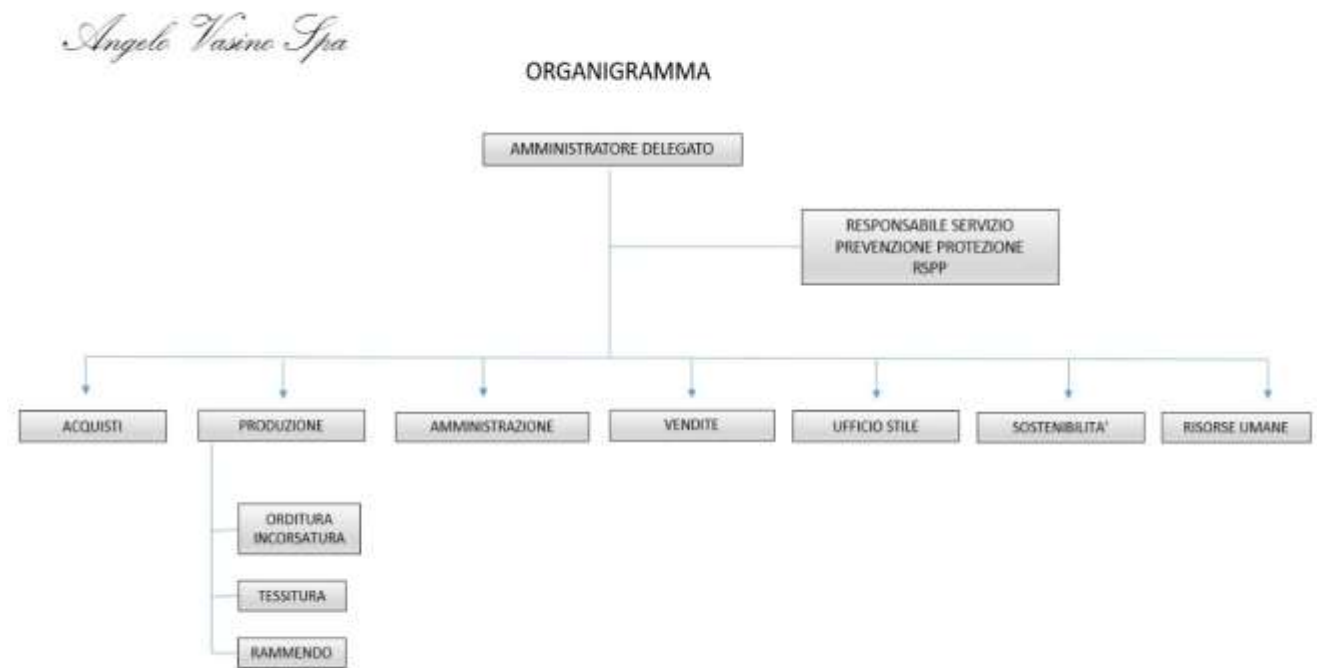 Angelo Vasino Spa
ORGANIGRAMMA
AMMINISTRATORE DELEGATO
RESPONSABILE SERVIZIO
PREVENZIONE PROTEZIONE
RSPP
ACQUISTI
PRODUZIONE
AMMINISTRAZIONE
VENDITE
UFFICIO STILE
SOSTENIBILITA'
RISORSE UMANE
ORDITURA
INCORSATURA
TESSITURA
RAMMENDO